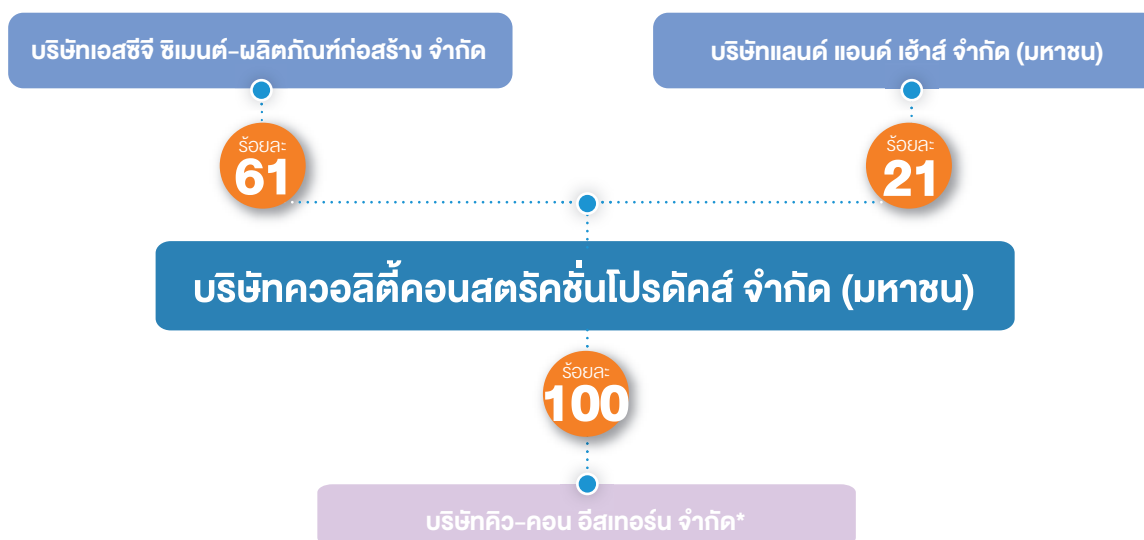 บริษัทเอสซีจี ซิเมนต์-ผลิตภัณฑ์ก่อสร้าง จำกัด
บริษัทแลนด์ แอนด์ เฮ้าส์ จำกัด (มหาชน)
ร้อยละ
61
ร้อยละ
21
บริษัทควอลิตี้คอนสตรัคชั่นโปรดัคส์ จำกัด (มหาชน)
ร้อยละ
100
บริษัทคิว-คอน อีสเทอร์น จำกัด*